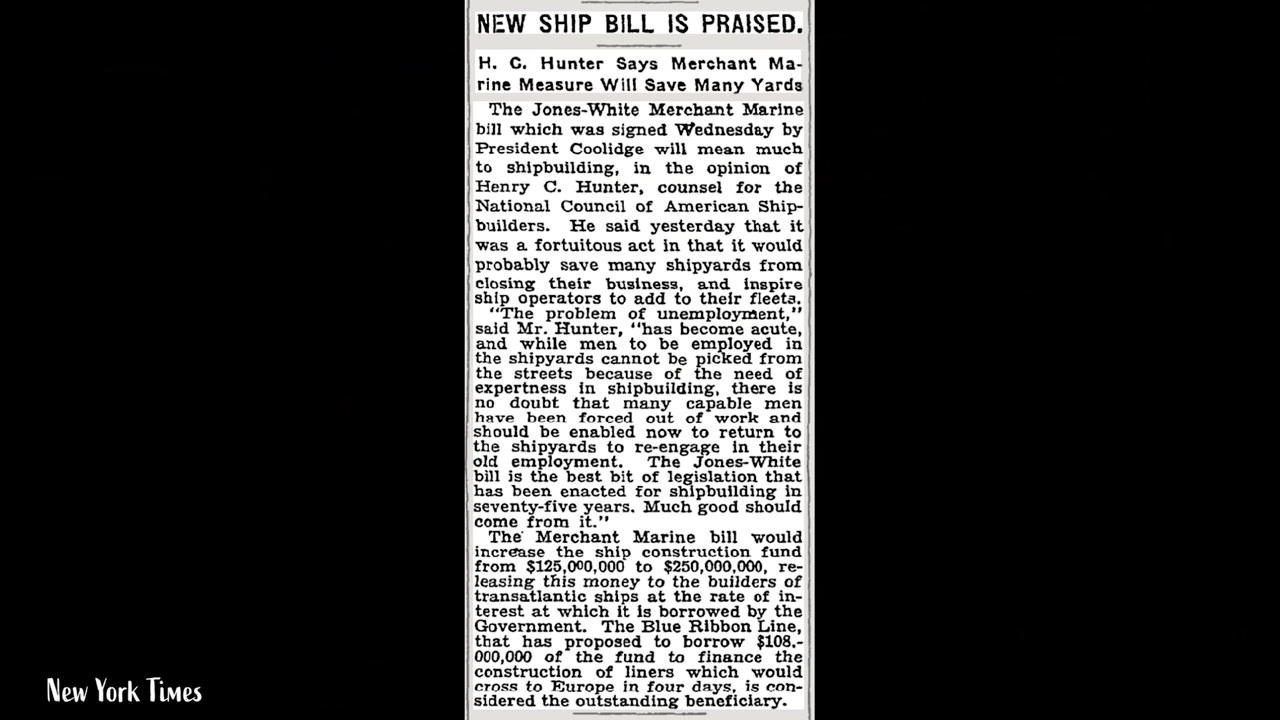 NEW SHIP BILL IS PRAISED.
H. C. Hunter Says Merchant Ma-
rine Measure Will Save Many Yards
The Jones-White Merchant Marine
bill which was signed Wednesday by
President Coolidge will mean much
to shipbuilding, in the opinion of
Henry C. Hunter, counsel for the
National Council of American Ship-
builders. He said yesterday that it
was a fortuitous act in that it would
probably save many shipyards from
closing their business, and inspire
ship operators to add to their fleets.
"The problem of unemployment,"
said Mr. Hunter, "has become acute,
and while men to be employed in
the shipyards cannot be picked from
the streets because of the need of
expertness in shipbuilding, there is
no doubt that many capable men
have been forced out of work and
should be enabled now to return to
the shipyards to re-engage in their
old employment. The Jones-White
bill is the best bit of legislation that
has been enacted for shipbuilding in
seventy-five years. Much good should
come from it."
The Merchant Marine bill would
increase the ship construction fund
from $125,000,000 to $250,000,000, re-
leasing this money to the builders of
transatlantic ships at the rate of in-
terest at which it is borrowed by the
Government. The Blue Ribbon Line,
that has proposed to borrow $108.-
000,000 of the fund to finance the
construction of liners which would
cross to Europe in four days, is con-
sidered the outstanding beneficiary.
New York Times